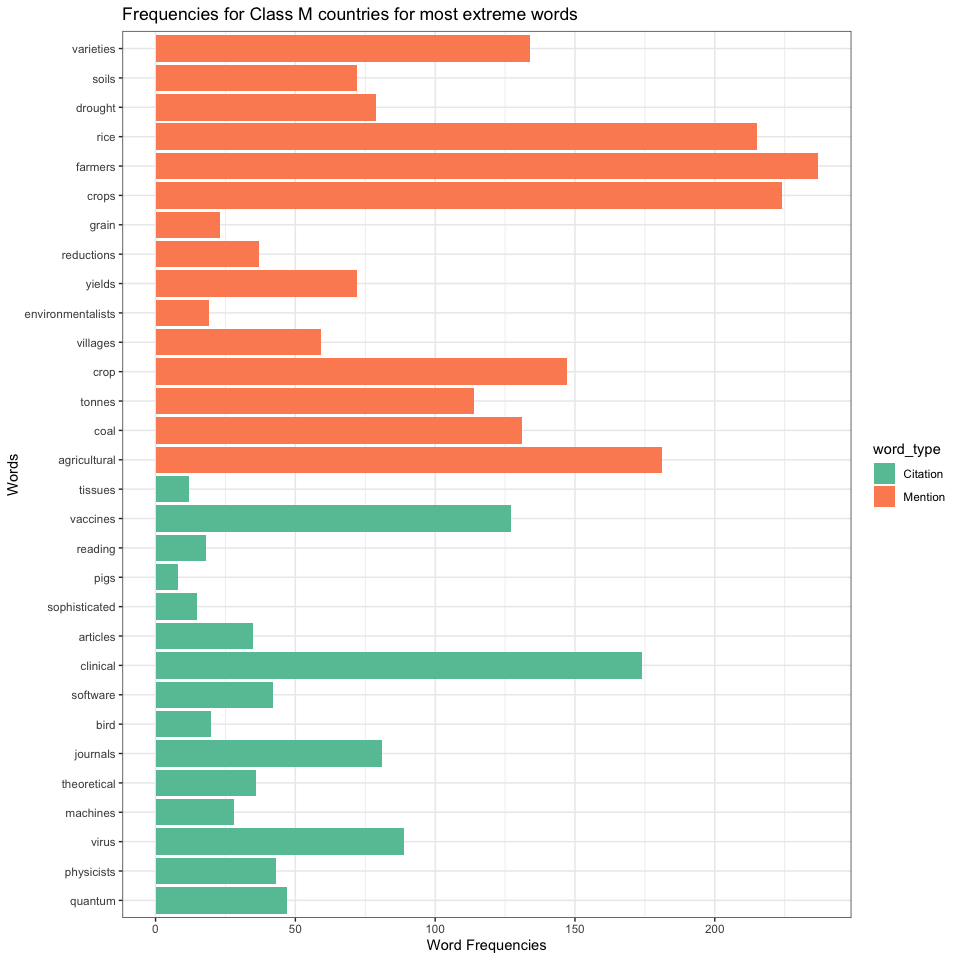 Frequencies for Class M countries for most extreme words
varieties
soils
drought
rice
farmers
crops
grain
reductions
yields
environmentalists
villages
crop
tonnes
coal
agricultural
tissues
vaccines
reading
pigs
sophisticated
articles
clinical
software
bird
journals
theoretical
machines
virus
physicists
quantum
Words
0 50 100 150 200
Word Frequencies
word_type
Citation
Mention